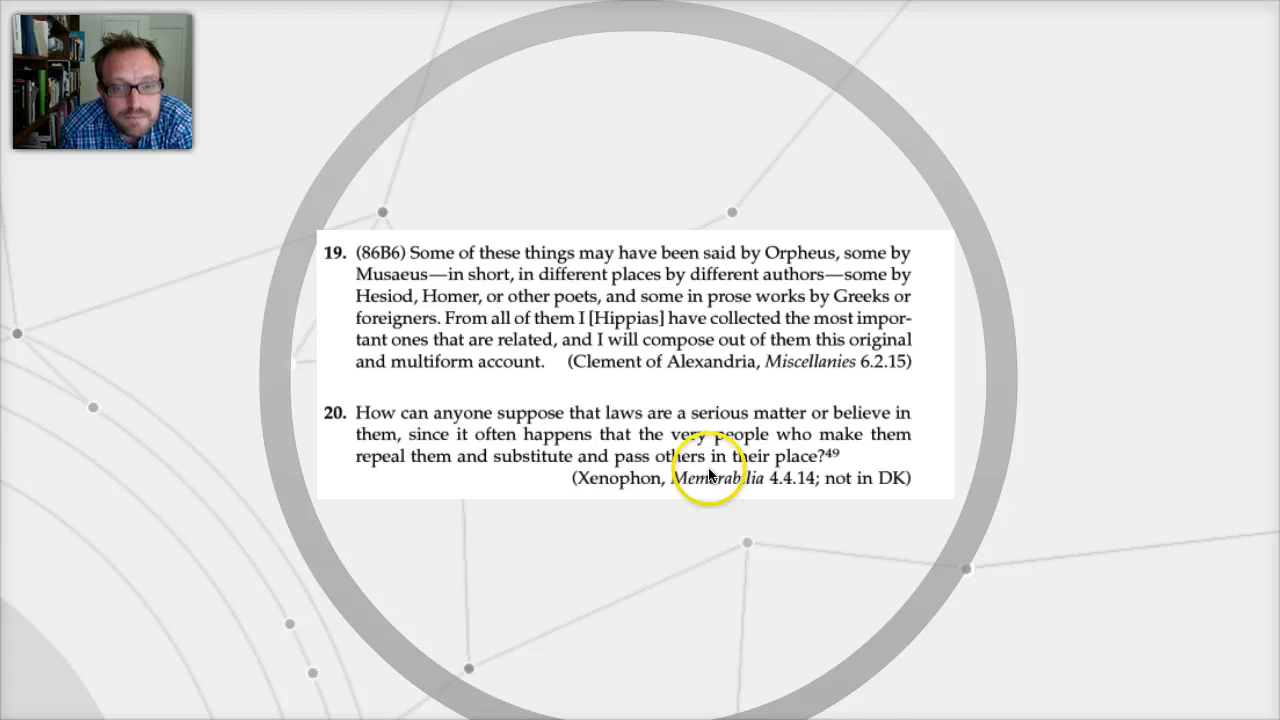 19. (86B6) Some of these things may have been said by Orpheus, some by
Musaeus—in short, in different places by different authors—some by
Hesiod, Homer, or other poets, and some in prose works by Greeks or
foreigners. From all of them I [Hippias] have collected the most impor-
tant ones that are related, and I will compose out of them this original
and multiform account. (Clement of Alexandria, Miscellanies 6.2.15)
20. How can anyone suppose that laws are a serious matter or believe in
them, since it often happens that the very people who make them
repeal them and substitute and pass others in their place?49
(Xenophon, Memorabilia 4.4.14; not in DK)